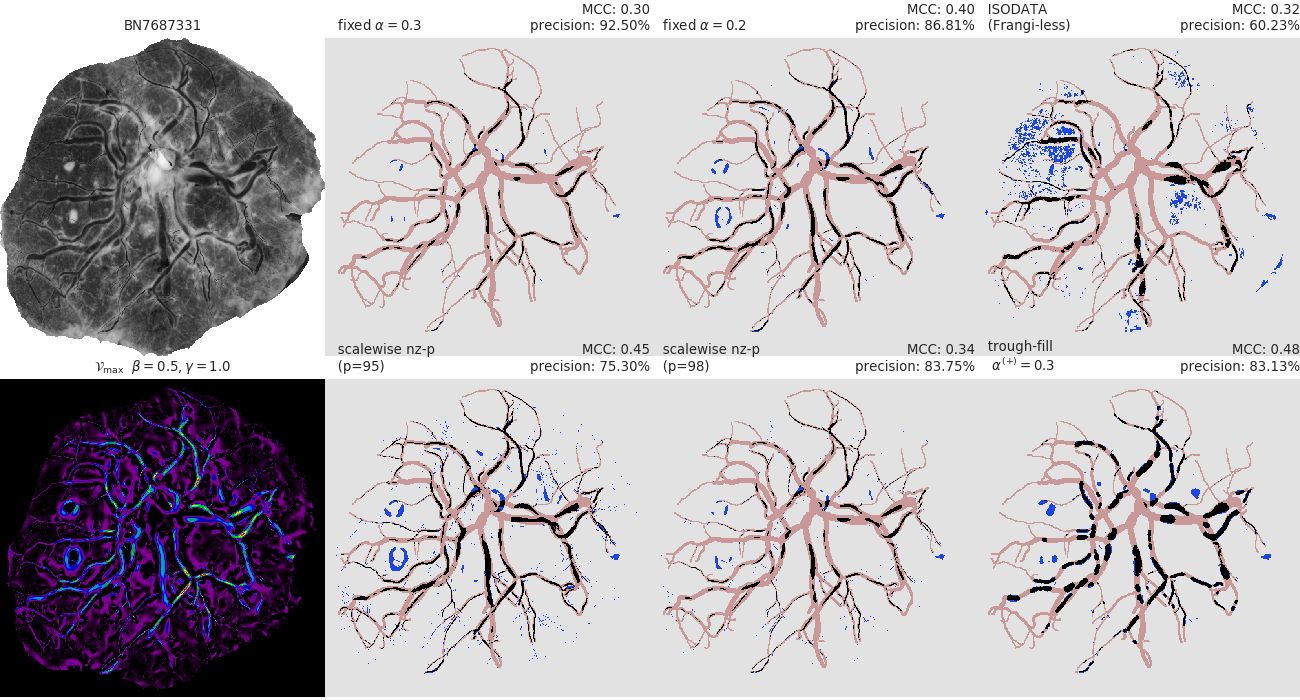 BN7687331
fixed α = 0.3
MCC: 0.30
precision: 92.50%
fixed α = 0.2
MCC: 0.40
precision: 86.81%
ISODATA
(Frangi-less)
MCC: 0.32
precision: 60.23%
𝒱max β = 0.5, γ = 1.0
scalewise nz-p
(p=95)
MCC: 0.45
precision: 75.30%
scalewise nz-p
(p=98)
MCC: 0.34
precision: 83.75%
trough-fill
α(+) = 0.3
MCC: 0.48
precision: 83.13%